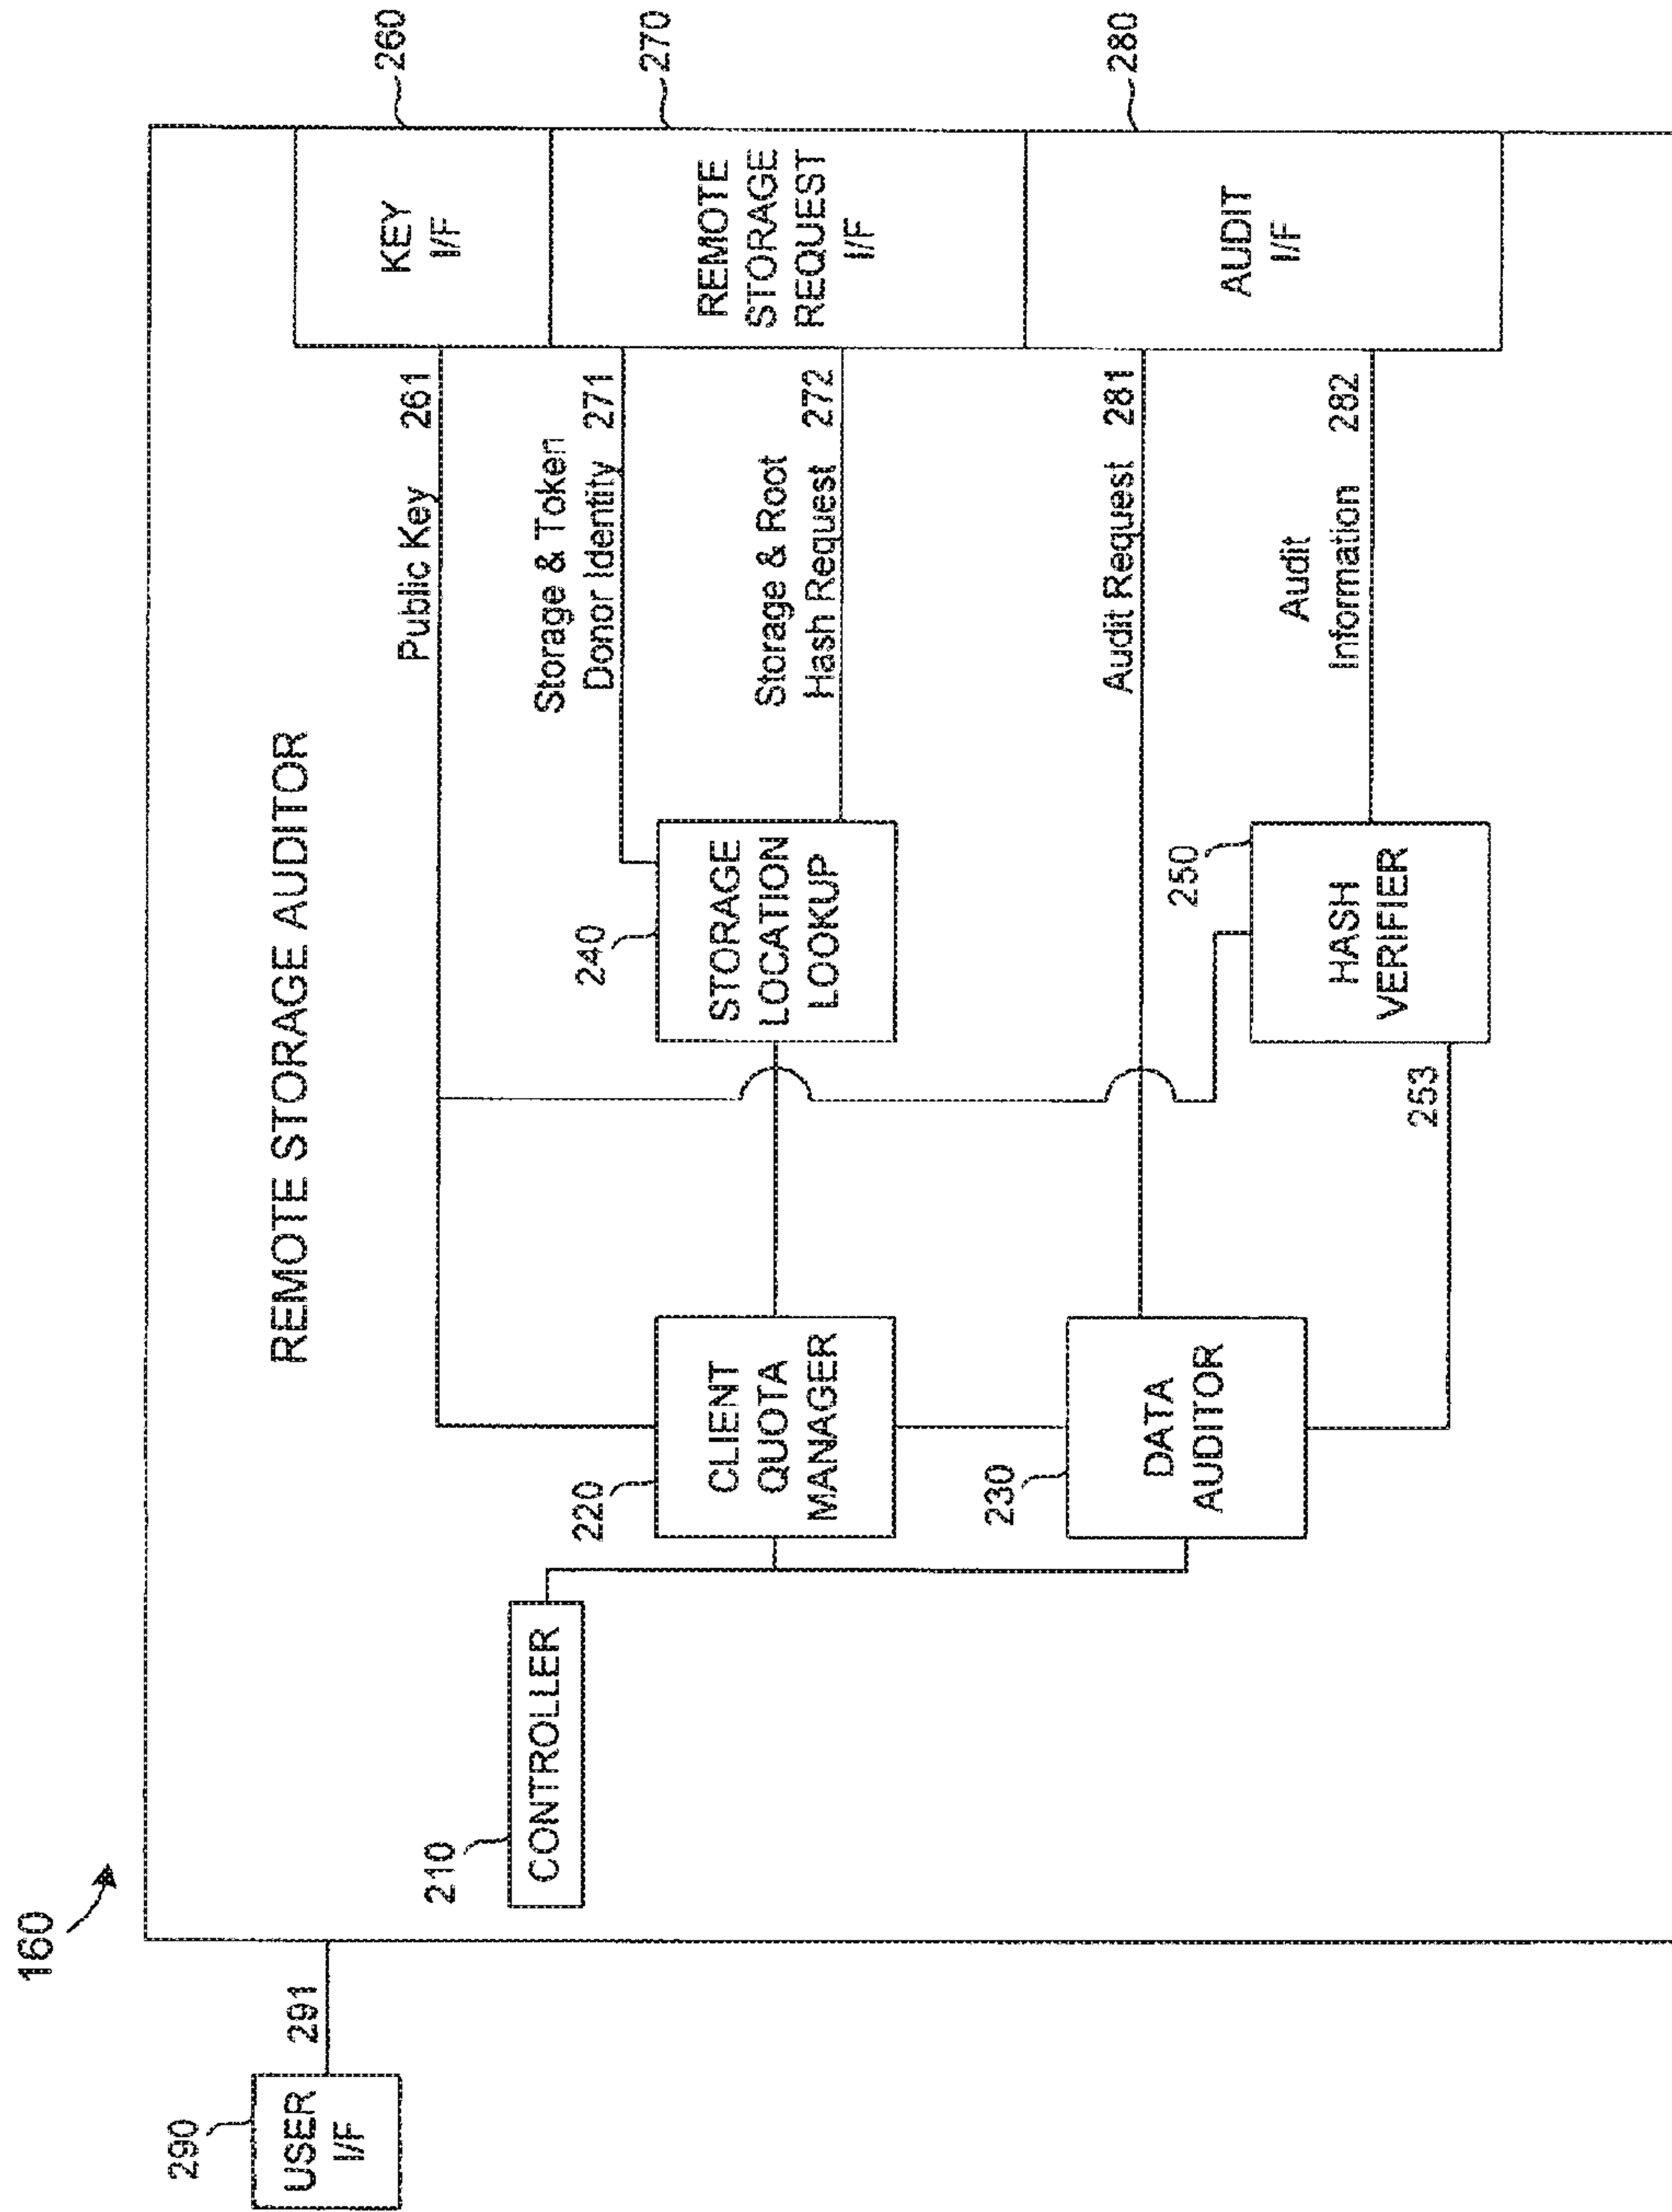 160
REMOTE STORAGE AUDITOR
290
USER
I/F
291
210
CONTROLLER
220
CLIENT
QUOTA
MANAGER
230
DATA
AUDITOR
240
STORAGE
LOCATION
LOOKUP
250
HASH
VERIFIER
253
Public Key 261
Storage & Token
Donor Identity 271
Storage & Root
Hash Request 272
Audit Request 281
Audit
Information 282
KEY
I/F
260
REMOTE
STORAGE
REQUEST
I/F
270
AUDIT
I/F
280